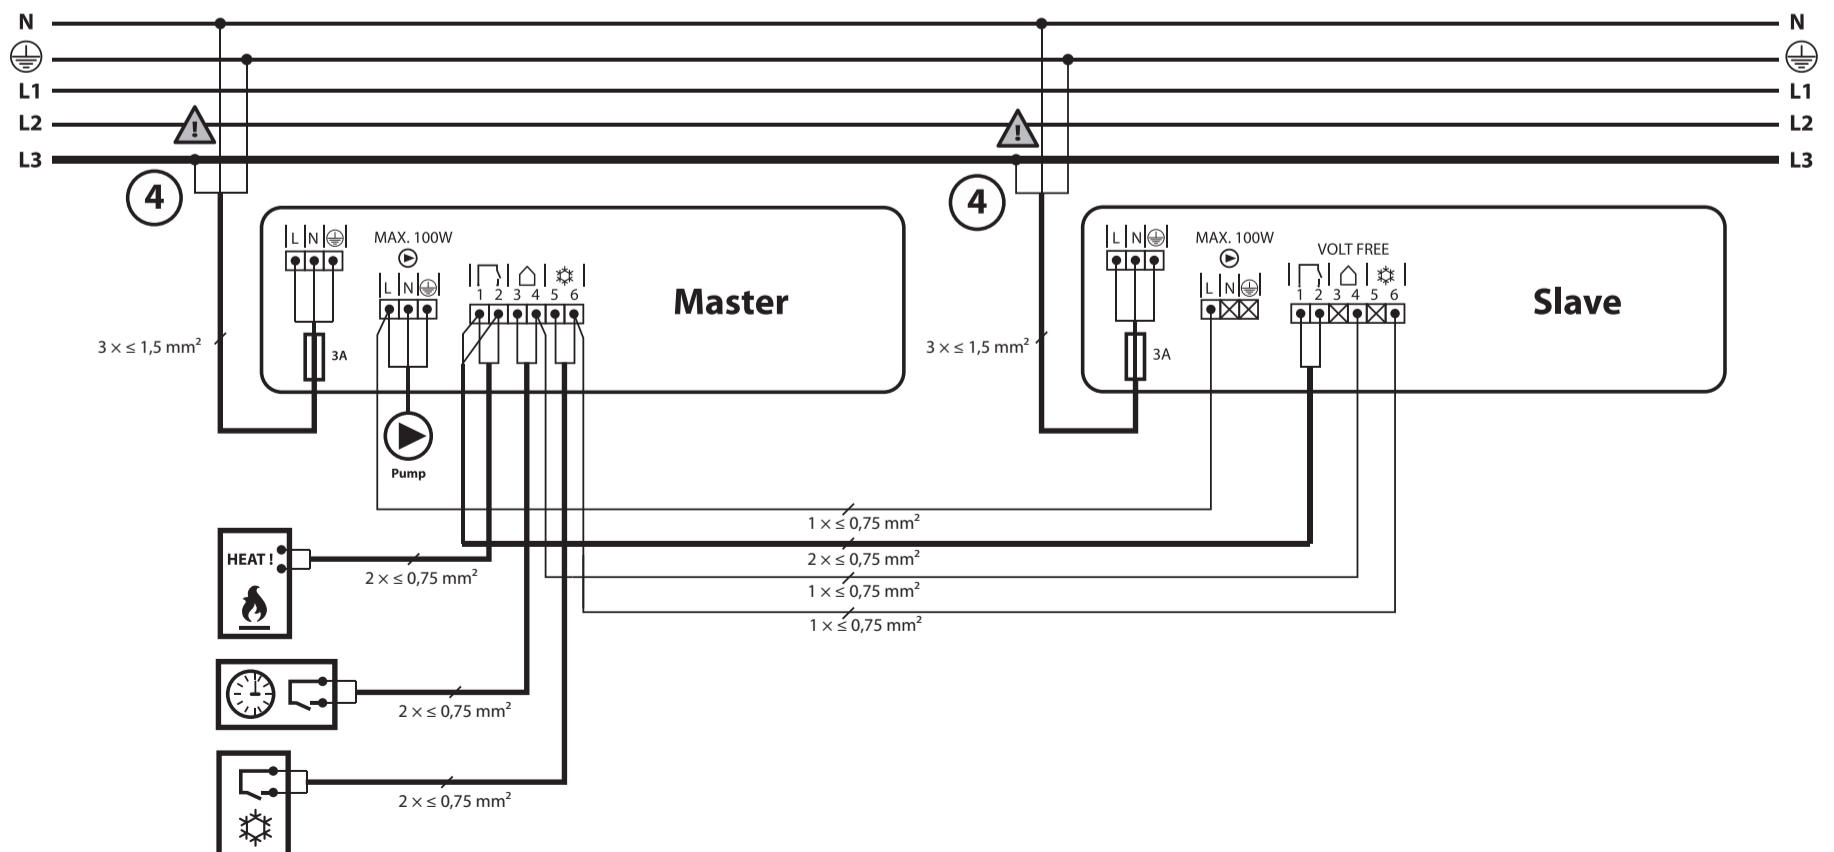 N N
L1 L1
L2 ! ! L2
L3 L3
4 4
L N MAX. 100W
L N
1 2 3 4 5 6
Master
3 × ≤ 1,5 mm²
3A
Pump
L N MAX. 100W
VOLT FREE
L N
1 2 3 4 5 6
Slave
3 × ≤ 1,5 mm²
3A
1 × ≤ 0,75 mm²
2 × ≤ 0,75 mm²
1 × ≤ 0,75 mm²
1 × ≤ 0,75 mm²
HEAT !
2 × ≤ 0,75 mm²
2 × ≤ 0,75 mm²
2 × ≤ 0,75 mm²